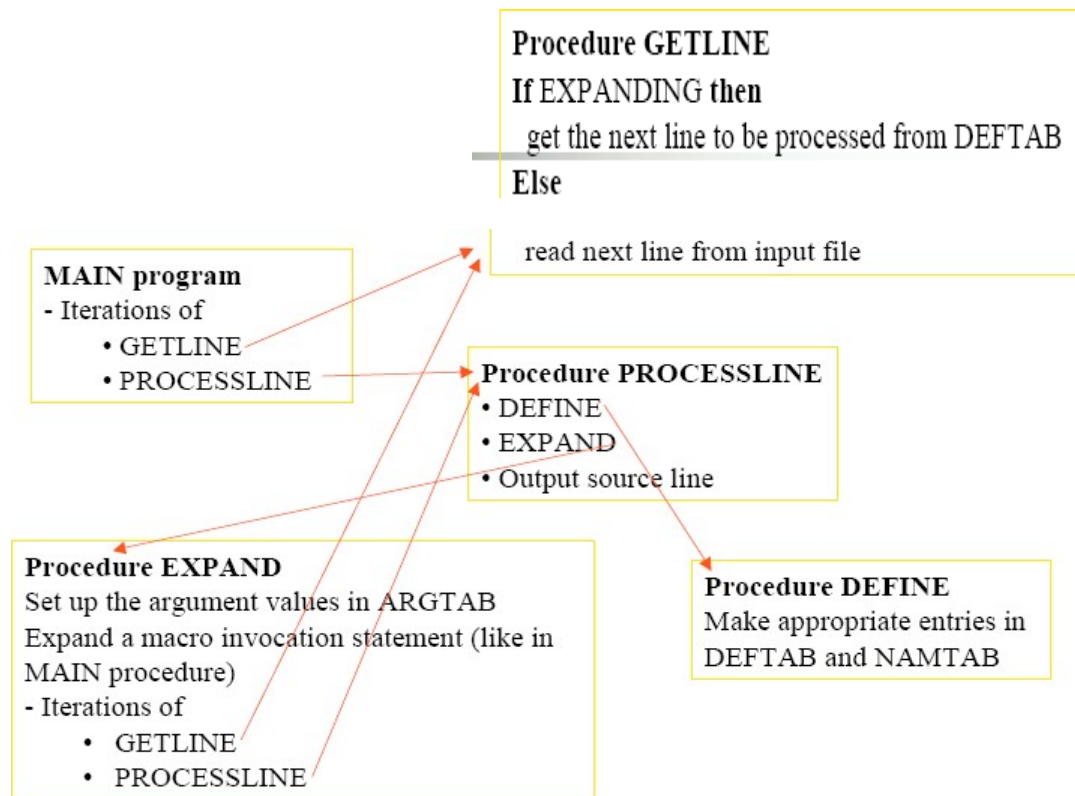 Procedure GETLINE
If EXPANDING then
get the next line to be processed from DEFTAB
Else
read next line from input file
MAIN program
- Iterations of
• GETLINE
• PROCESSLINE
Procedure PROCESSLINE
• DEFINE
• EXPAND
• Output source line
Procedure EXPAND
Set up the argument values in ARGTAB
Expand a macro invocation statement (like in
MAIN procedure)
- Iterations of
• GETLINE
• PROCESSLINE
Procedure DEFINE
Make appropriate entries in
DEFTAB and NAMTAB